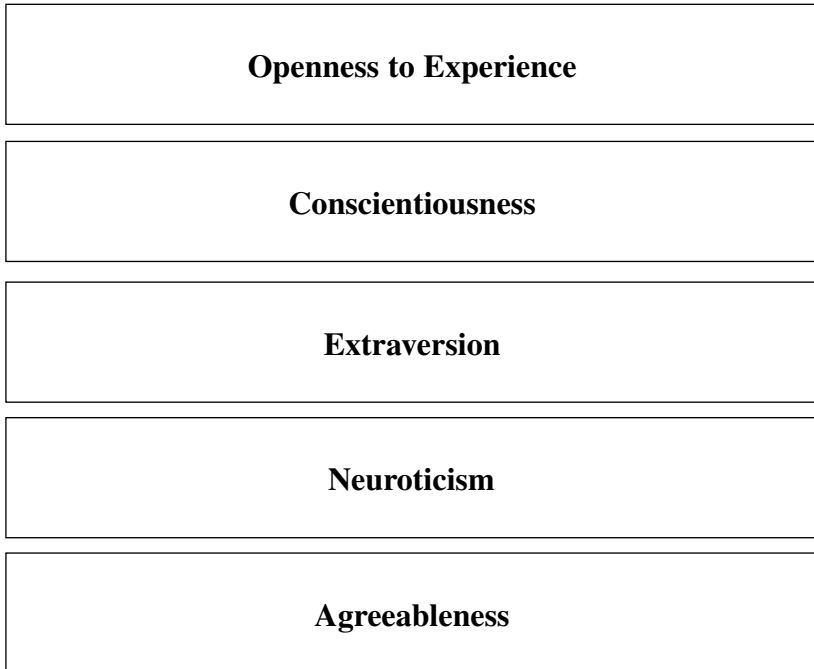 Openness to Experience
Conscientiousness
Extraversion
Neuroticism
Agreeableness